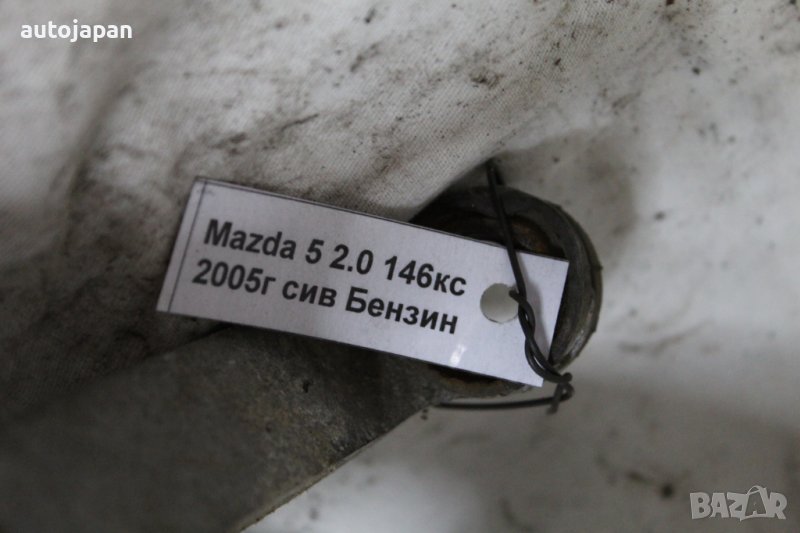 autojapan
Mazda 5 2.0 146кс
2005г сив Бензин
BAZAR